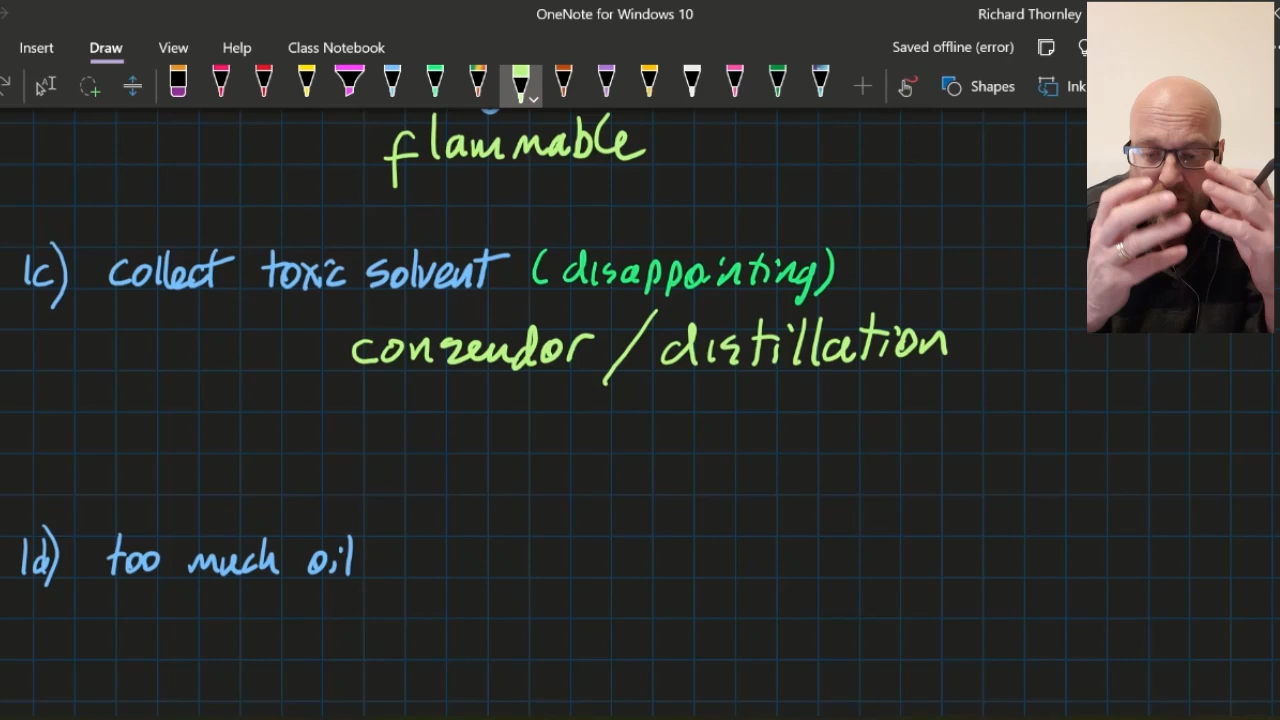 OneNote for Windows 10
Richard Thornley
Insert Draw View Help Class Notebook
Saved offline (error)
Shapes
Ink
flammable
1c) collect toxic solvent (disappointing)
conzendor / distillation
1d) too much oil